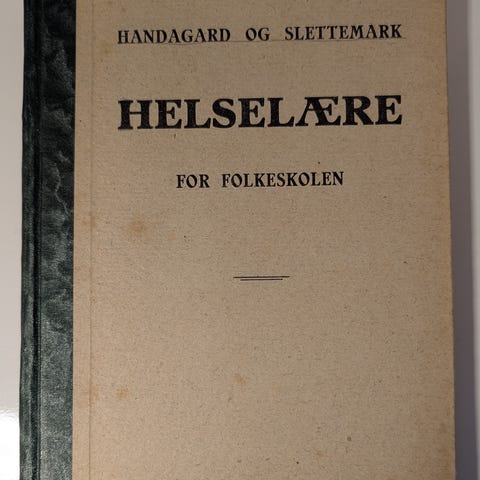 HANDAGARD OG SLETTEMARK
HELSELÆRE
FOR FOLKESKOLEN